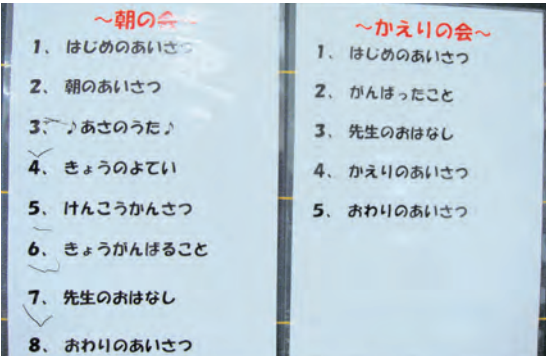 ～朝の会～
1、はじめのあいさつ
2、朝のあいさつ
3、♪あさのうた♪
4、きょうのよてい
5、けんこうかんさつ
6、きょうがんばること
7、先生のおはなし
8、おわりのあいさつ
～かえりの会～
1、はじめのあいさつ
2、がんばったこと
3、先生のおはなし
4、かえりのあいさつ
5、おわりのあいさつ